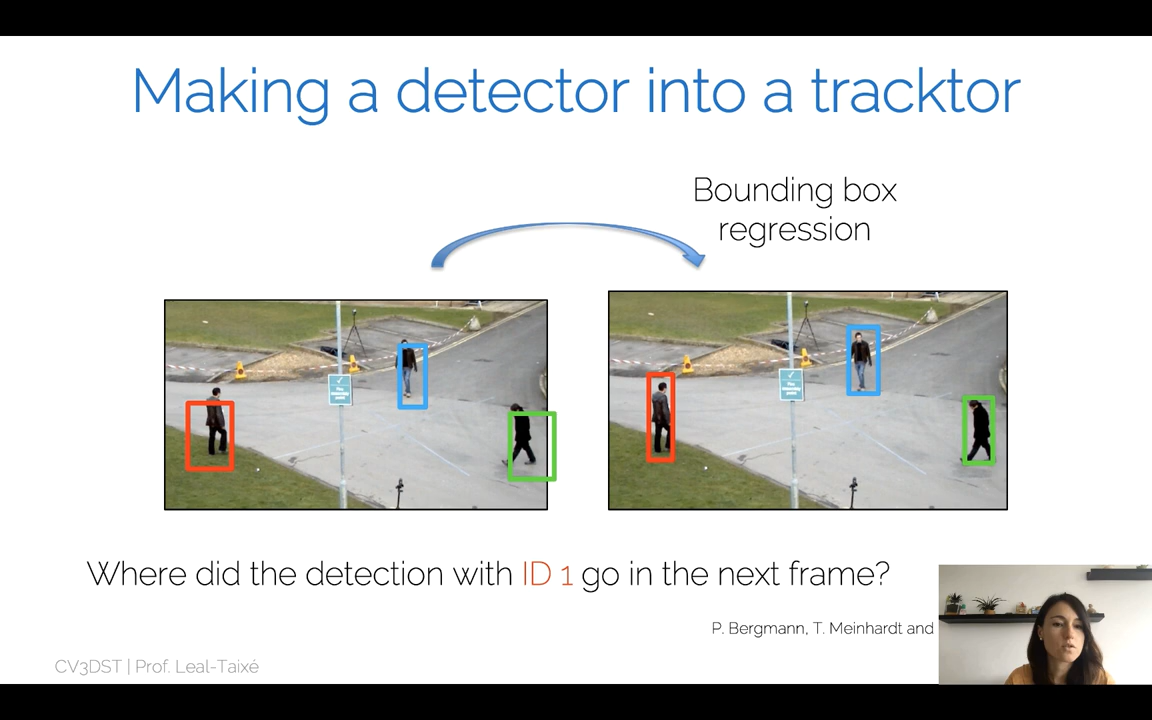 Making a detector into a tracktor
Bounding box
regression
Where did the detection with ID 1 go in the next frame?
P. Bergmann, T. Meinhardt and
CV3DST | Prof. Leal-Taixé